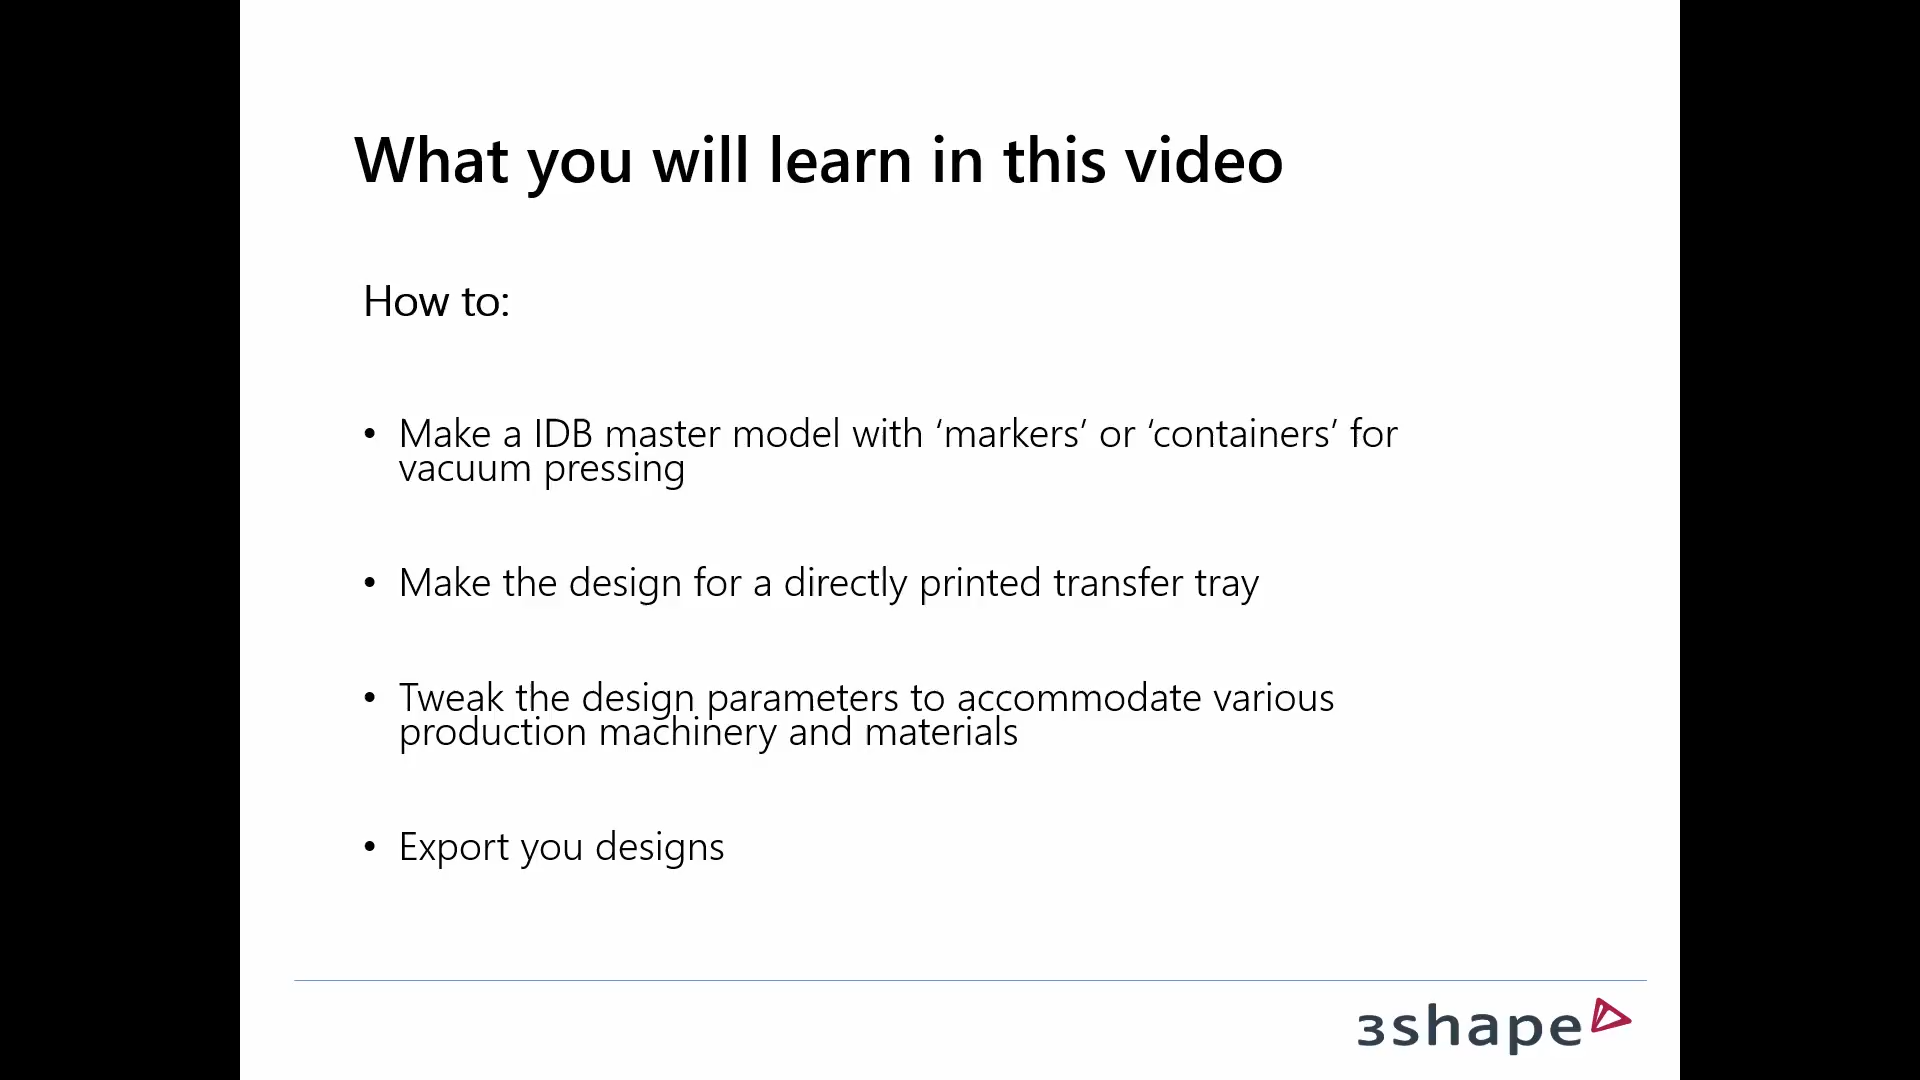 What you will learn in this video
How to:
• Make a IDB master model with ‘markers’ or ‘containers’ for
vacuum pressing
• Make the design for a directly printed transfer tray
• Tweak the design parameters to accommodate various
production machinery and materials
• Export you designs
3shape